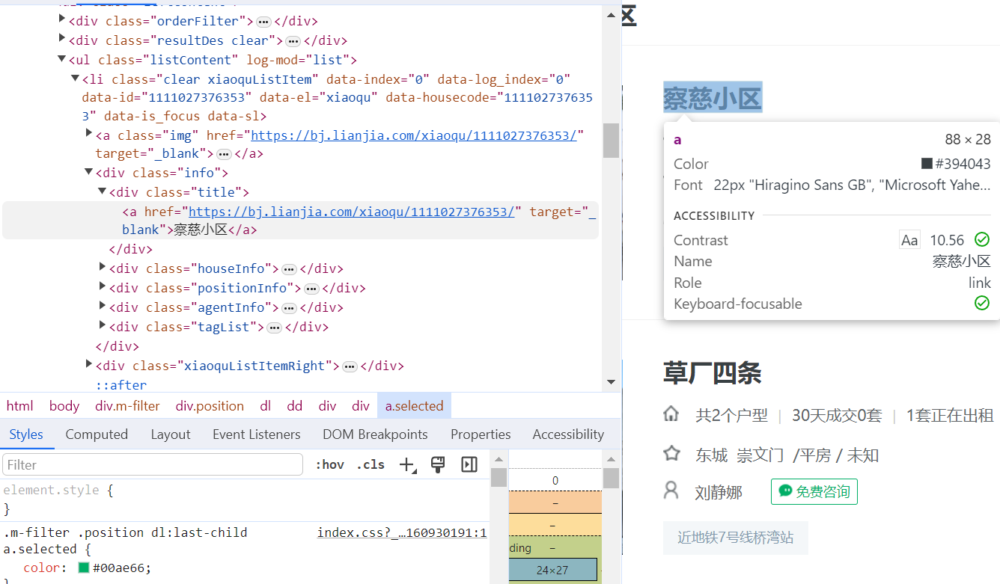 <div class="orderFilter">…</div>
<div class="resultDes clear">…</div>
<ul class="listContent" log-mod="list">
<li class="clear xiaoquListItem" data-index="0" data-log_index="0"
data-id="1111027376353" data-el="xiaoqu" data-housecode="111102737635
3" data-is_focus data-sl>
<a class="img" href="https://bj.lianjia.com/xiaoqu/1111027376353/"
target="_blank">…</a>
<div class="info">
<div class="title">
<a href="https://bj.lianjia.com/xiaoqu/1111027376353/" target="_
blank">察慈小区</a>
</div>
<div class="houseInfo">…</div>
<div class="positionInfo">…</div>
<div class="agentInfo">…</div>
<div class="tagList">…</div>
</div>
<div class="xiaoquListItemRight">…</div>
::after
html body div.m-filter div.position dl dd div div a.selected
Styles Computed Layout Event Listeners DOM Breakpoints Properties Accessibility
Filter :hov .cls
element.style {
}
.m-filter .position dl:last-child index.css?_…160930191:1
a.selected {
color: #00ae66;
}
0
–
–
ding –
24×27
区
察慈小区
a 88 × 28
Color #394043
Font 22px "Hiragino Sans GB", "Microsoft Yahe…
ACCESSIBILITY
Contrast Aa 10.56
Name 察慈小区
Role link
Keyboard-focusable
草厂四条
共2个户型 | 30天成交0套 | 1套正在出租
东城 崇文门 /平房 / 未知
刘静娜 免费咨询
近地铁7号线桥湾站